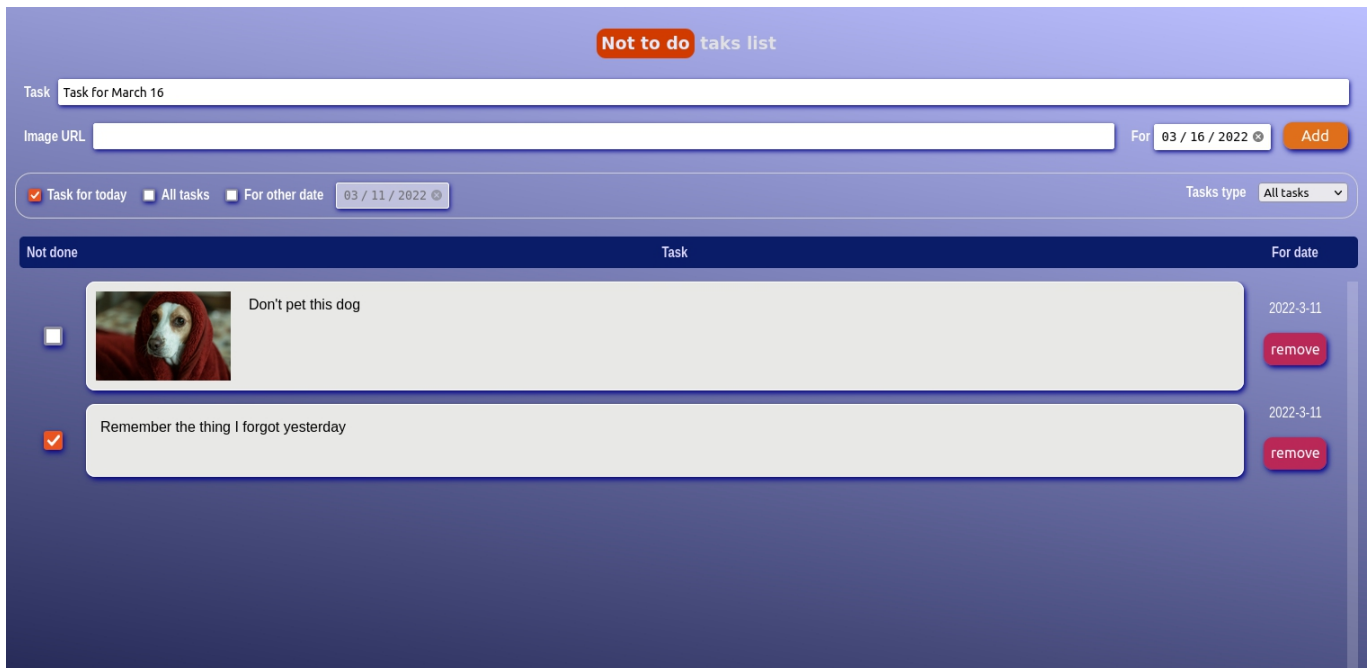 Not to do taks list
Task Task for March 16
Image URL For 03 / 16 / 2022 Add
Task for today All tasks For other date 03 / 11 / 2022 Tasks type All tasks
Not done Task For date
Don't pet this dog 2022-3-11
remove
Remember the thing I forgot yesterday 2022-3-11
remove